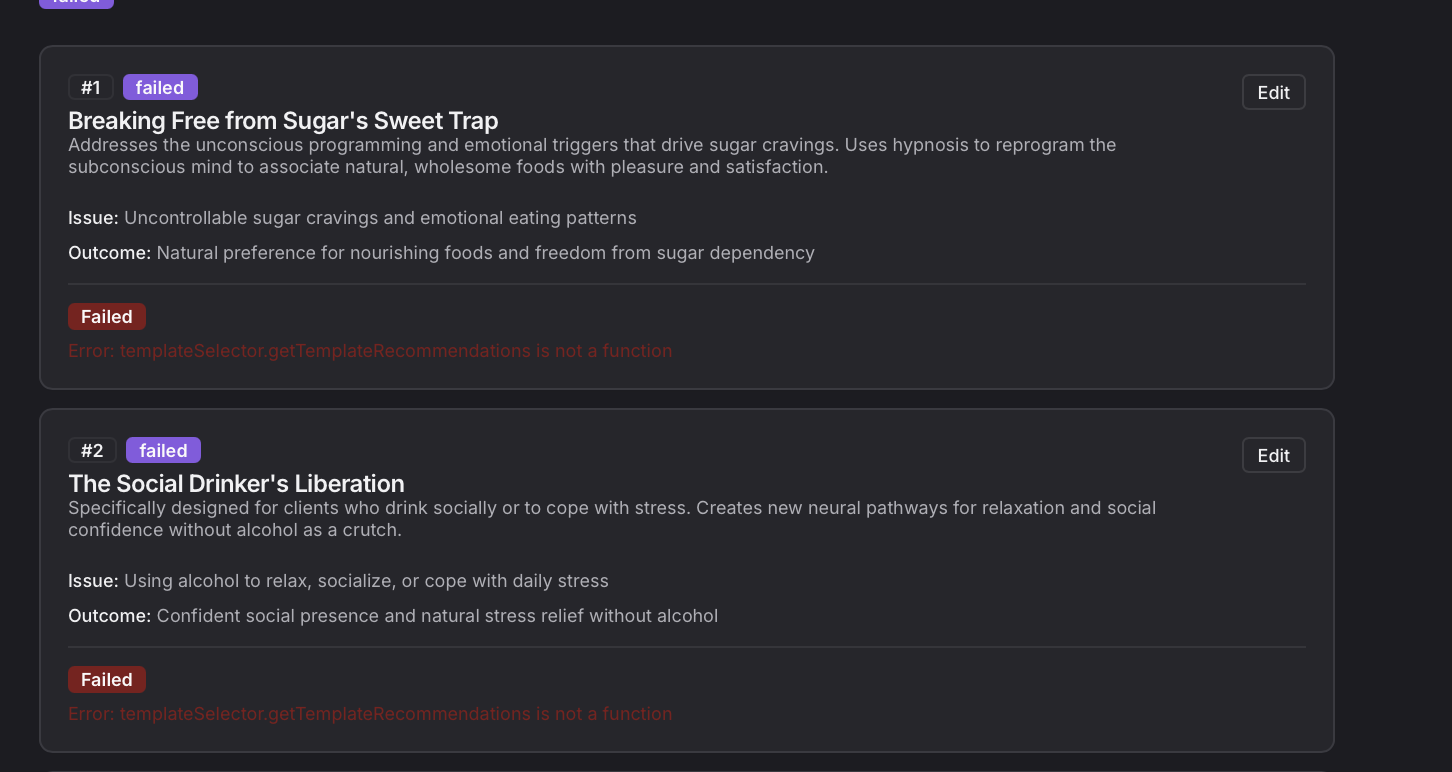 failed
#1 failed
Edit
Breaking Free from Sugar's Sweet Trap
Addresses the unconscious programming and emotional triggers that drive sugar cravings. Uses hypnosis to reprogram the
subconscious mind to associate natural, wholesome foods with pleasure and satisfaction.
Issue: Uncontrollable sugar cravings and emotional eating patterns
Outcome: Natural preference for nourishing foods and freedom from sugar dependency
Failed
Error: templateSelector.getTemplateRecommendations is not a function
#2 failed
Edit
The Social Drinker's Liberation
Specifically designed for clients who drink socially or to cope with stress. Creates new neural pathways for relaxation and social
confidence without alcohol as a crutch.
Issue: Using alcohol to relax, socialize, or cope with daily stress
Outcome: Confident social presence and natural stress relief without alcohol
Failed
Error: templateSelector.getTemplateRecommendations is not a function